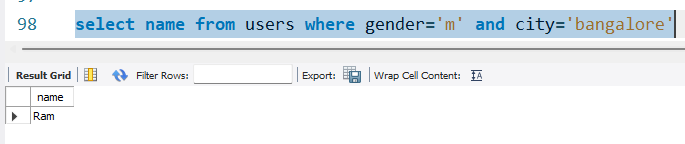 98 select name from users where gender='m' and city='bangalore'
Result Grid Filter Rows: Export: Wrap Cell Content: IA
name
Ram